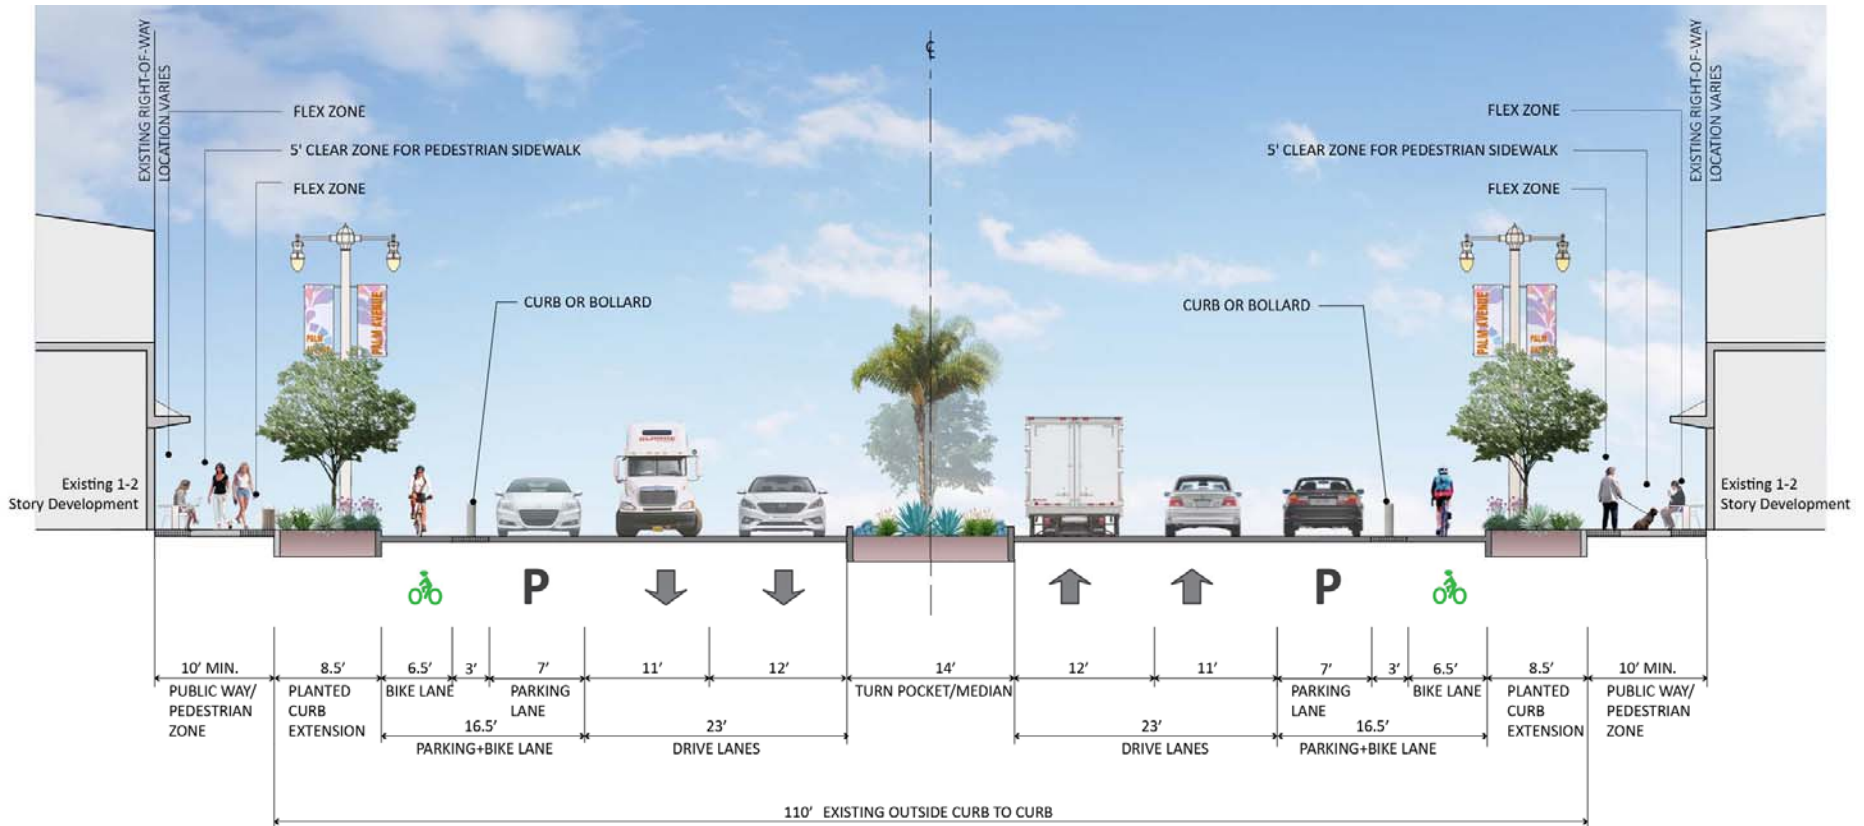 EXISTING RIGHT-OF-WAY
LOCATION VARIES
FLEX ZONE
5' CLEAR ZONE FOR PEDESTRIAN SIDEWALK
FLEX ZONE
℄
EXISTING RIGHT-OF-WAY
LOCATION VARIES
FLEX ZONE
5' CLEAR ZONE FOR PEDESTRIAN SIDEWALK
FLEX ZONE
PALM
PALM AVENUE
CURB OR BOLLARD
CURB OR BOLLARD
PALM AVENUE
PALM
Existing 1-2
Story Development
Existing 1-2
Story Development
P
P
10' MIN.
8.5'
6.5'
3'
7'
11'
12'
14'
12'
11'
7'
3'
6.5'
8.5'
10' MIN.
PUBLIC WAY/
PEDESTRIAN
ZONE
PLANTED
CURB
EXTENSION
BIKE LANE
PARKING
LANE
TURN POCKET/MEDIAN
PARKING
LANE
BIKE LANE
PLANTED
CURB
EXTENSION
PUBLIC WAY/
PEDESTRIAN
ZONE
16.5'
PARKING+BIKE LANE
23'
DRIVE LANES
23'
DRIVE LANES
16.5'
PARKING+BIKE LANE
110' EXISTING OUTSIDE CURB TO CURB